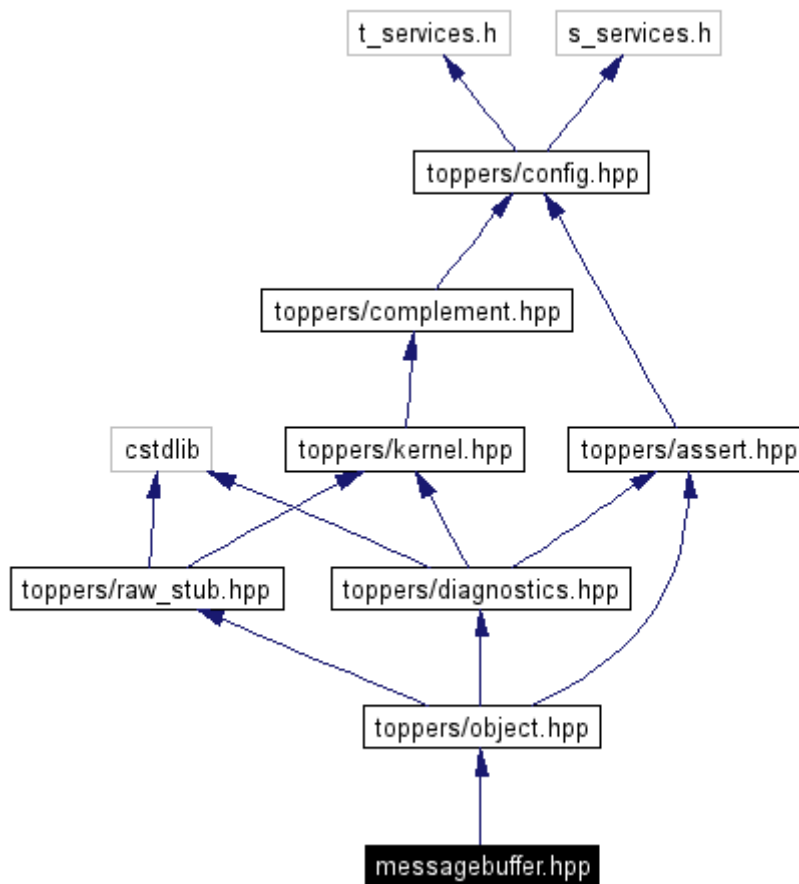 t_services.h
s_services.h
toppers/config.hpp
toppers/complement.hpp
cstdlib
toppers/kernel.hpp
toppers/assert.hpp
toppers/raw_stub.hpp
toppers/diagnostics.hpp
toppers/object.hpp
messagebuffer.hpp